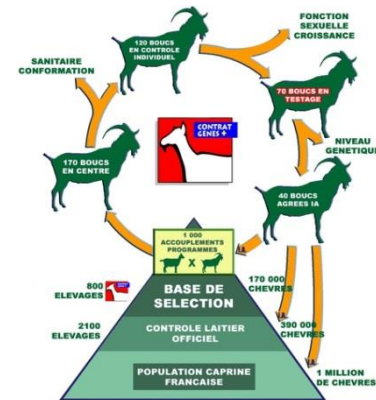 120 BOUCS
EN CONTROLE
INDIVIDUEL
FONCTION
SEXUELLE
CROISSANCE
SANITAIRE
CONFORMATION
70 BOUCS EN
TESTAGE
CONTRAT
GENES +
170 BOUCS
EN CENTRE
NIVEAU
GENETIQUE
40 BOUCS
AGREES IA
1 000
ACCOUPLEMENTS
PROGRAMMES
X
800
ELEVAGES
BASE DE
SELECTION
170 000
CHEVRES
2100
ELEVAGES
CONTROLE LAITIER
OFFICIEL
390 000
CHEVRES
POPULATION CAPRINE
FRANCAISE
1 MILLION
DE CHEVRES